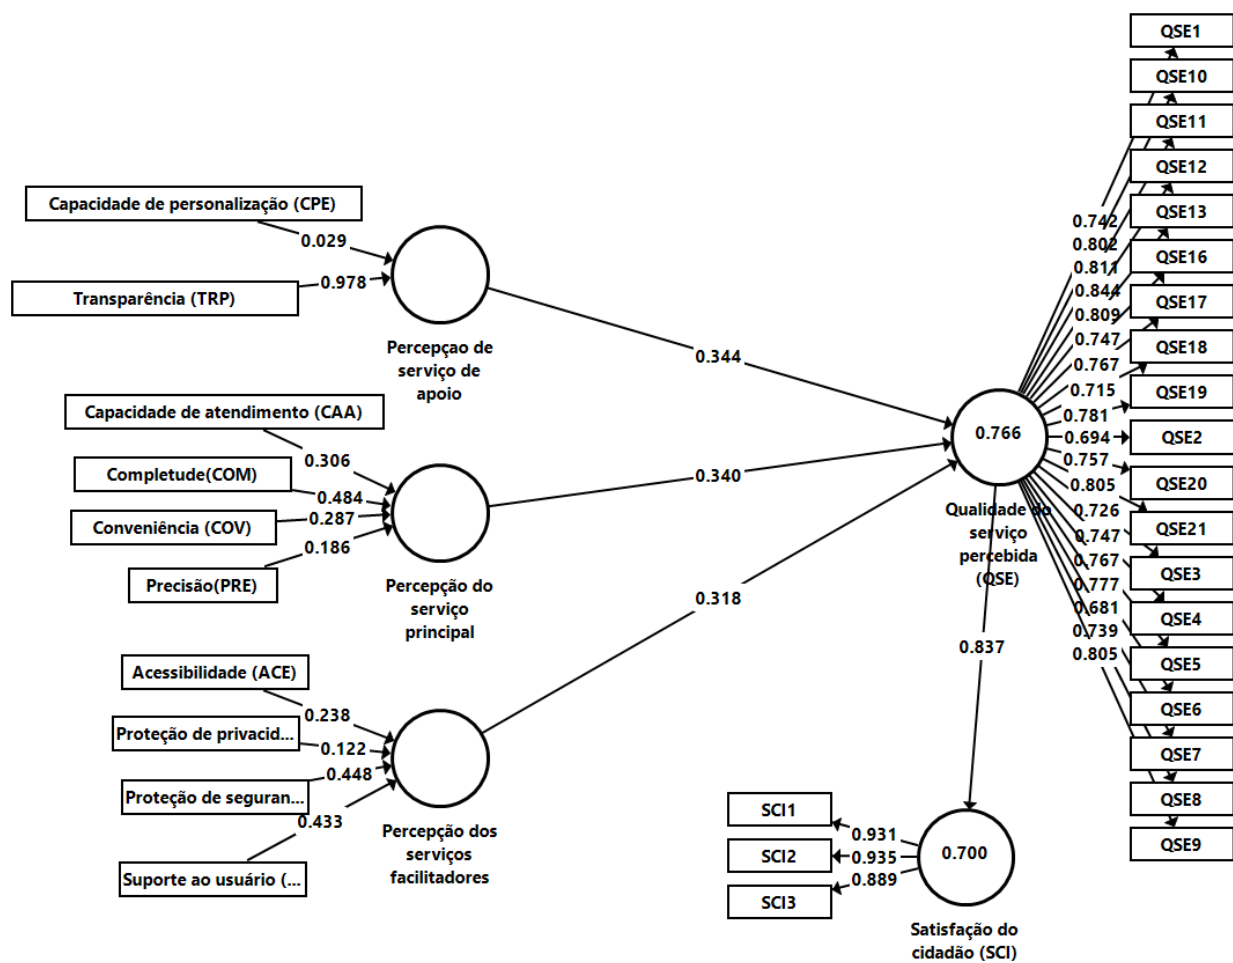 QSE1
QSE10
QSE11
QSE12
QSE13
QSE16
QSE17
QSE18
QSE19
QSE2
QSE20
QSE21
QSE3
QSE4
QSE5
QSE6
QSE7
QSE8
QSE9
0.742
0.802
0.811
0.844
0.809
0.747
0.767
0.715
0.781
0.694
0.757
0.805
0.726
0.747
0.767
0.777
0.681
0.739
0.805
Capacidade de personalização (CPE)
0.029
Transparência (TRP)
0.978
Percepçao de
serviço de
apoio
0.344
Capacidade de atendimento (CAA)
0.306
Completude(COM)
0.484
Conveniência (COV)
0.287
0.186
Precisão(PRE)
Percepção do
serviço
principal
0.340
0.766
Qualidade do
serviço
percebida
(QSE)
0.318
Acessibilidade (ACE)
0.238
Proteção de privacid...
0.122
0.448
Proteção de seguran...
0.433
Suporte ao usuário (...
Percepção dos
serviços
facilitadores
0.837
SCI1
0.931
SCI2
0.935
SCI3
0.889
0.700
Satisfação do
cidadão (SCI)